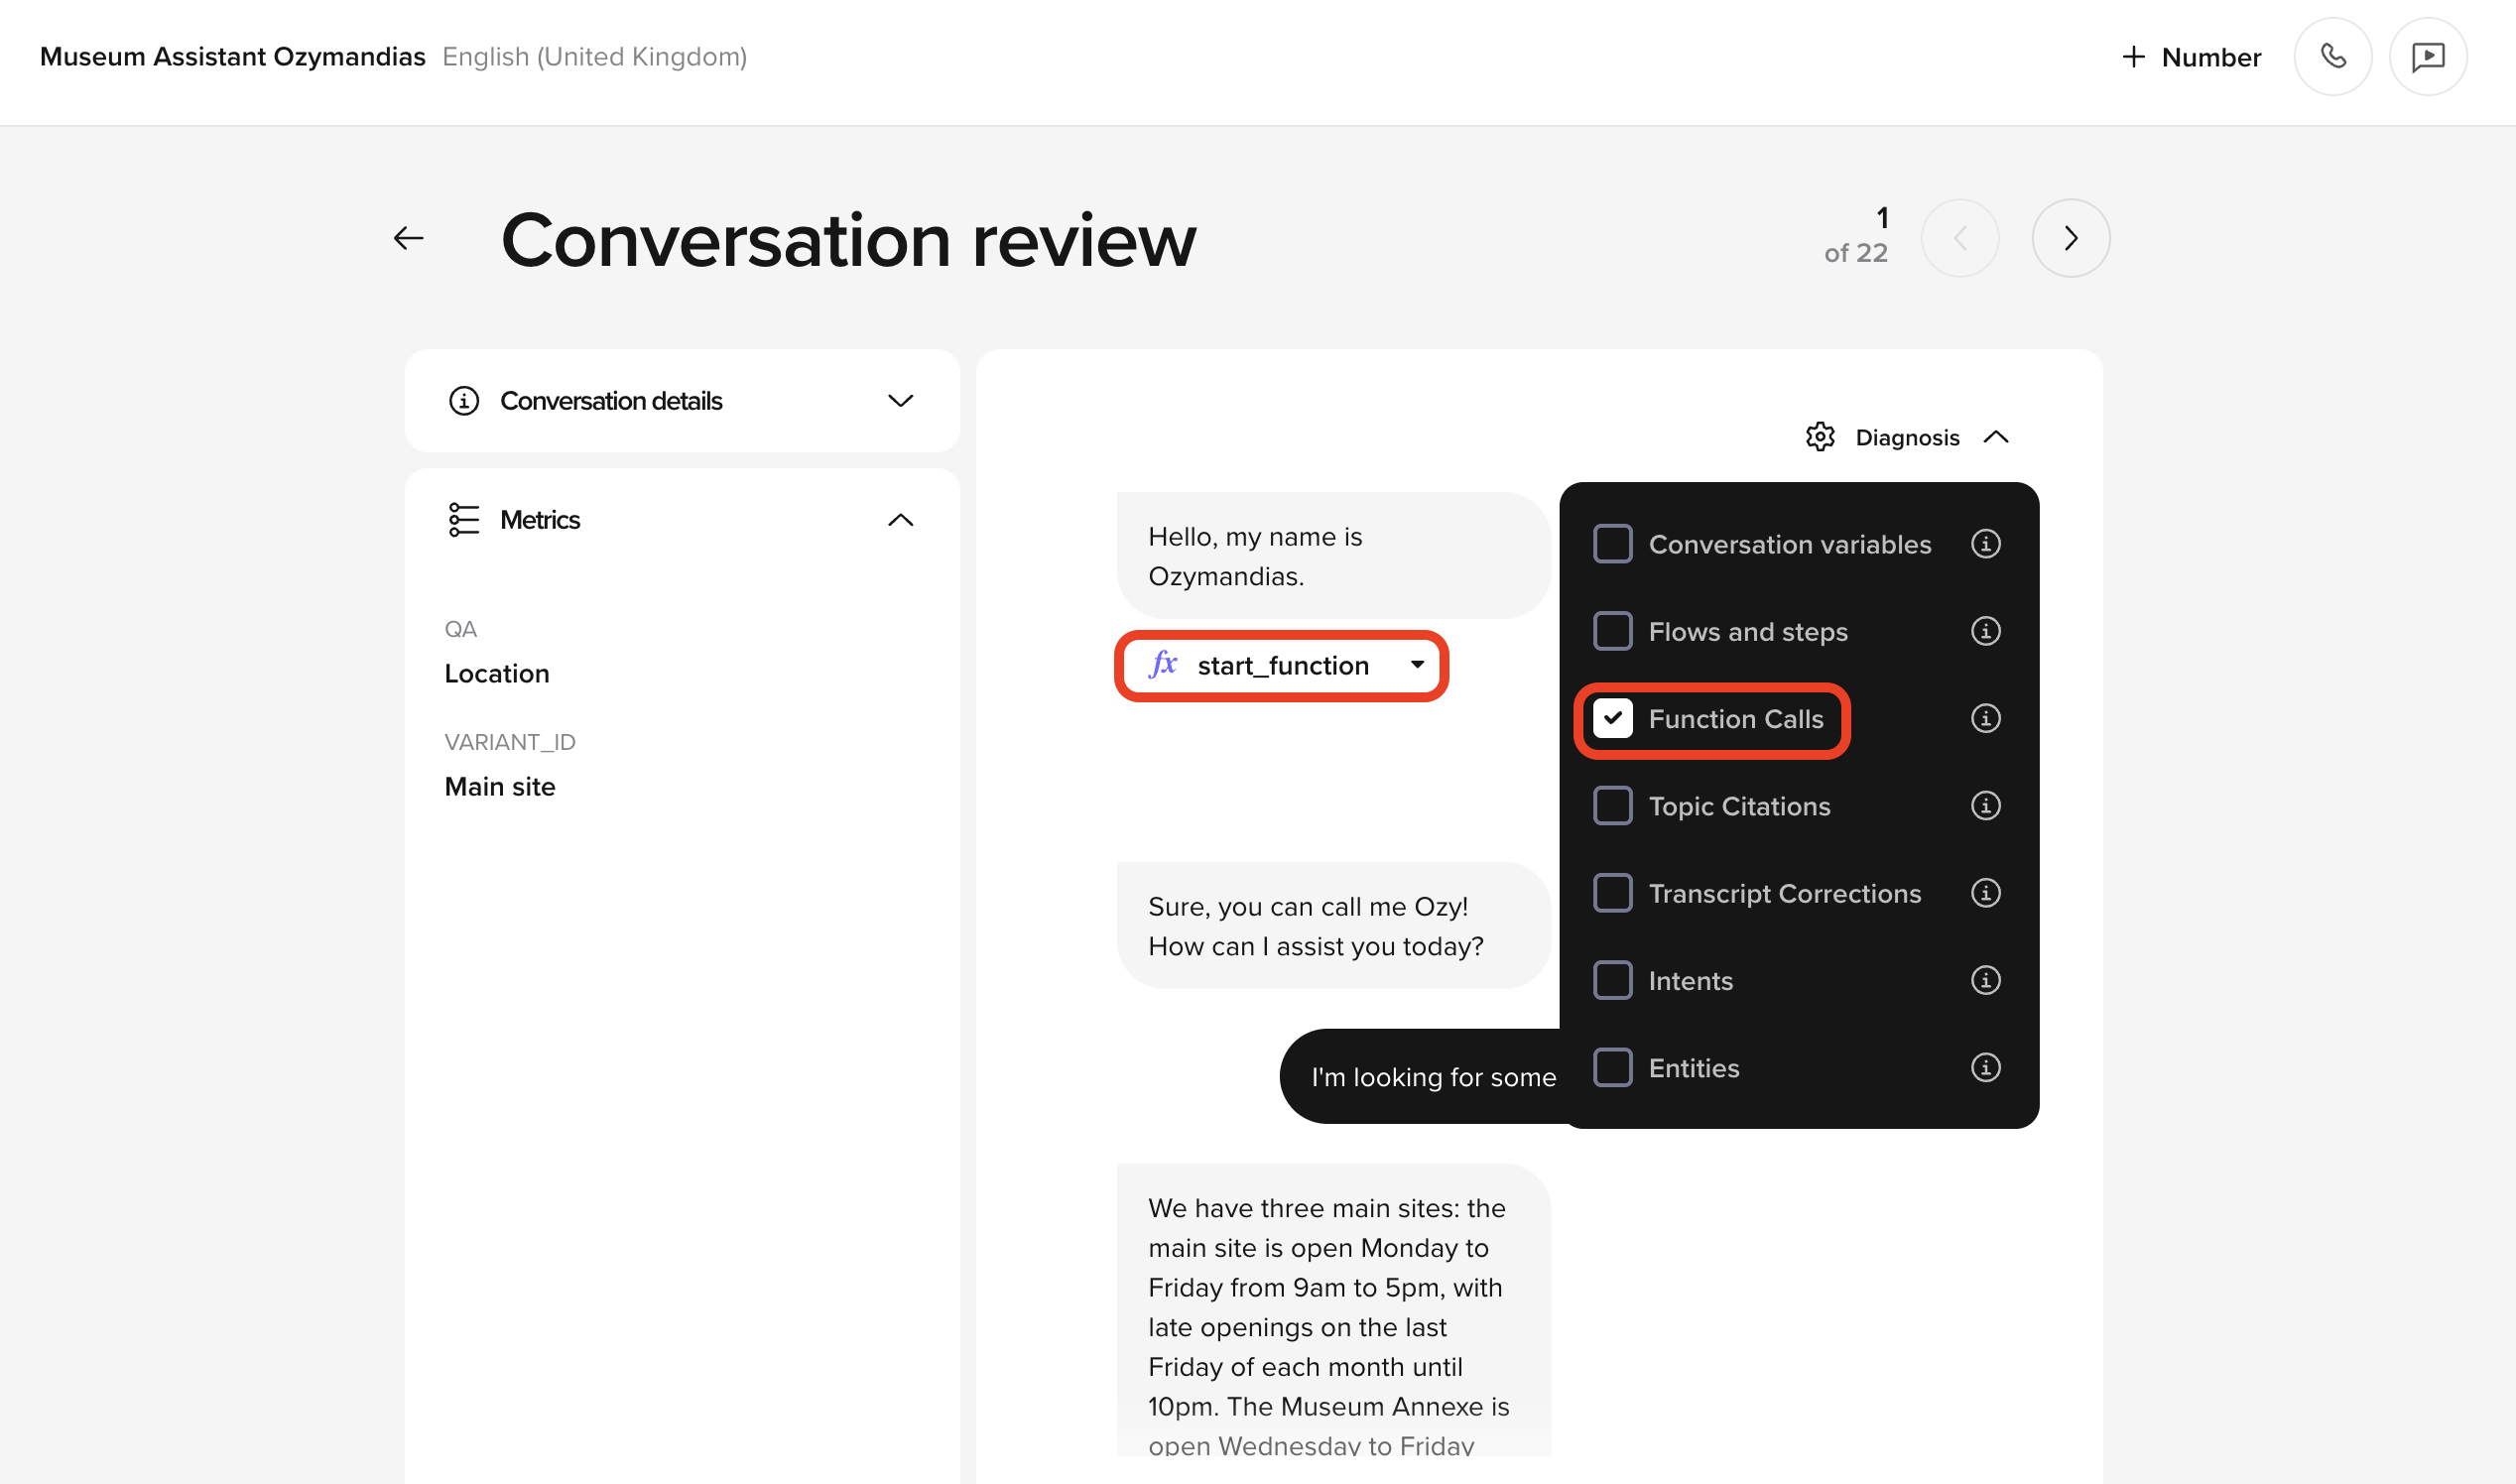 Museum Assistant Ozymandias English (United Kingdom)
Number
Conversation review
1
of 22
Conversation details
Metrics
QA
Location
VARIANT_ID
Main site
Diagnosis
Hello, my name is
Ozymandias.
fx start_function
Sure, you can call me Ozy!
How can I assist you today?
I'm looking for some
We have three main sites: the
main site is open Monday to
Friday from 9am to 5pm, with
late openings on the last
Friday of each month until
10pm. The Museum Annexe is
open Wednesday to Friday
Conversation variables
Flows and steps
Function Calls
Topic Citations
Transcript Corrections
Intents
Entities